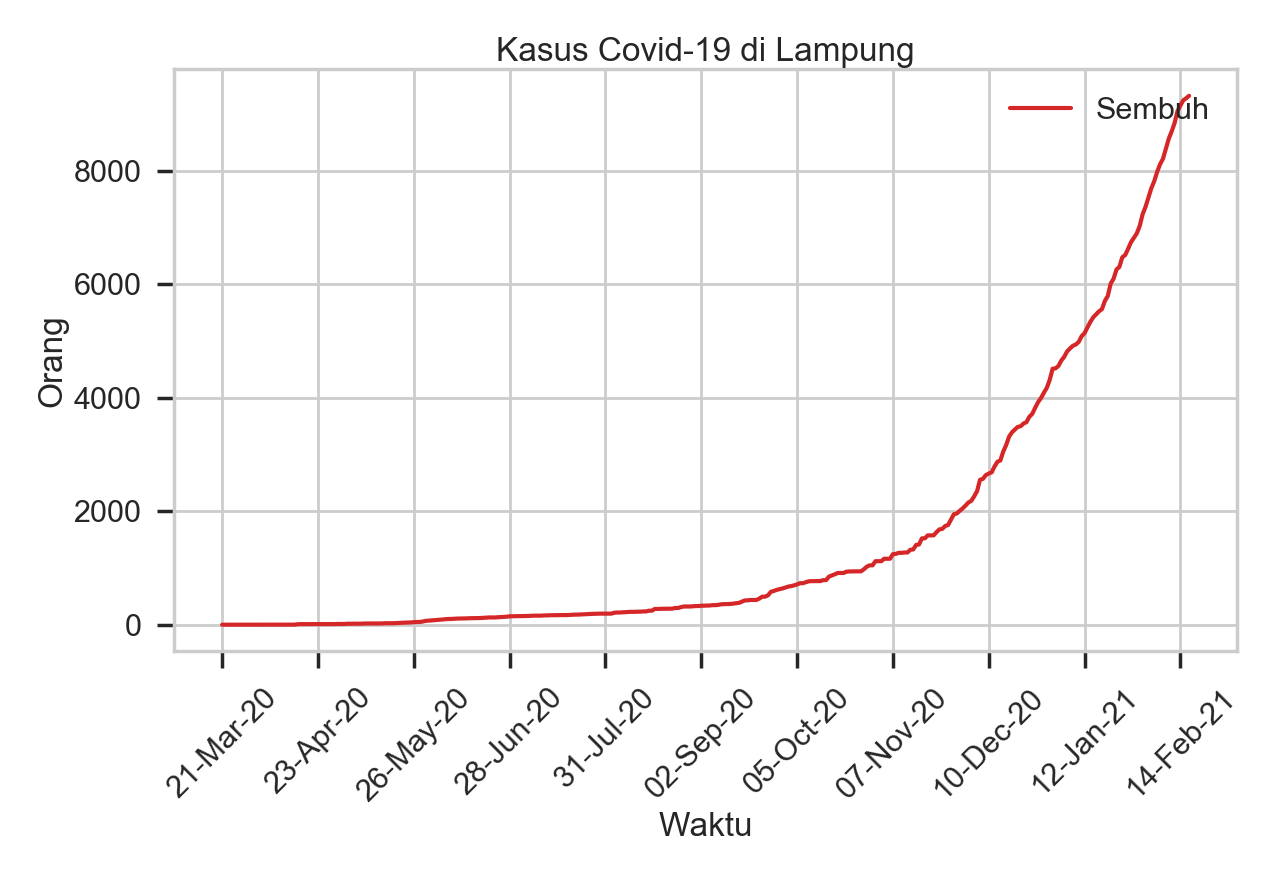 Kasus Covid-19 di Lampung
Sembuh
Orang
8000
6000
4000
2000
0
21-Mar-20
23-Apr-20
26-May-20
28-Jun-20
31-Jul-20
02-Sep-20
05-Oct-20
07-Nov-20
10-Dec-20
12-Jan-21
14-Feb-21
Waktu